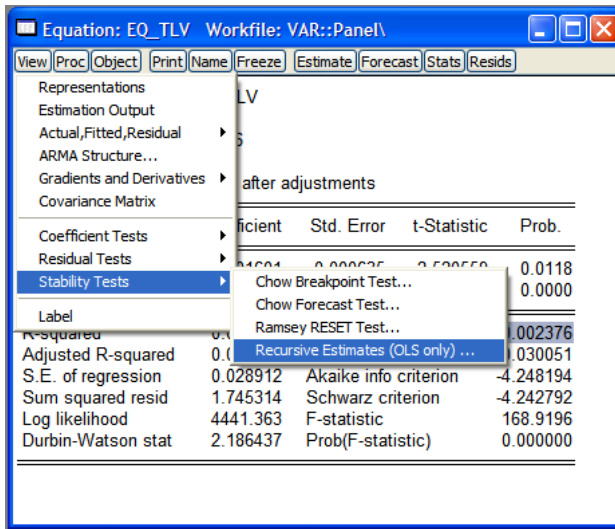 Equation: EQ_TLV Workfile: VAR::Panel\
View Proc Object Print Name Freeze Estimate Forecast Stats Resids
Representations
Estimation Output
Actual,Fitted,Residual
ARMA Structure...
Gradients and Derivatives
Covariance Matrix
Coefficient Tests
Residual Tests
Stability Tests
Label
LV
after adjustments
ficient Std. Error t-Statistic Prob.
0.0118
0.0000
Chow Breakpoint Test...
Chow Forecast Test...
Ramsey RESET Test...
Recursive Estimates (OLS only) ...
R-squared .002376
Adjusted R-squared 0.0 .030051
S.E. of regression 0.028912 Akaike info criterion -4.248194
Sum squared resid 1.745314 Schwarz criterion -4.242792
Log likelihood 4441.363 F-statistic 168.9196
Durbin-Watson stat 2.186437 Prob(F-statistic) 0.000000